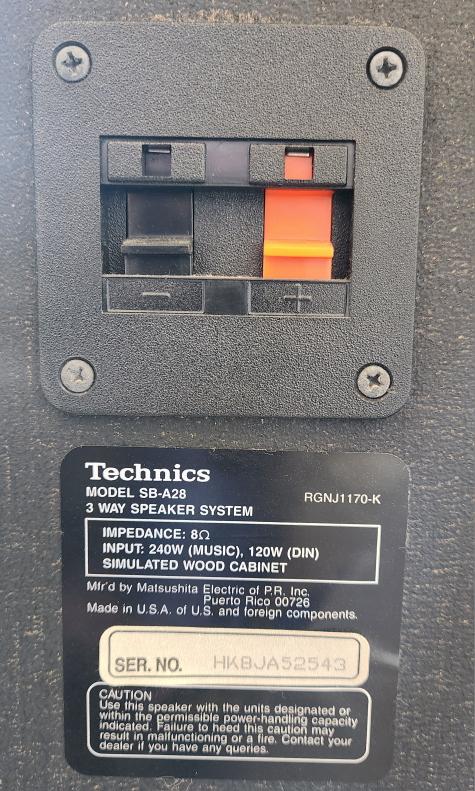 - +
Technics
MODEL SB-A28 RGNJ1170-K
3 WAY SPEAKER SYSTEM
IMPEDANCE: 8Ω
INPUT: 240W (MUSIC), 120W (DIN)
SIMULATED WOOD CABINET
Mfr'd by Matsushita Electric of P.R. Inc.
Puerto Rico 00726
Made in U.S.A. of U.S. and foreign components.
SER. NO. HK8JA52543
CAUTION
Use this speaker with the units designated or
within the permissible power-handling capacity
indicated. Failure to heed this caution may
result in malfunctioning or a fire. Contact your
dealer if you have any queries.